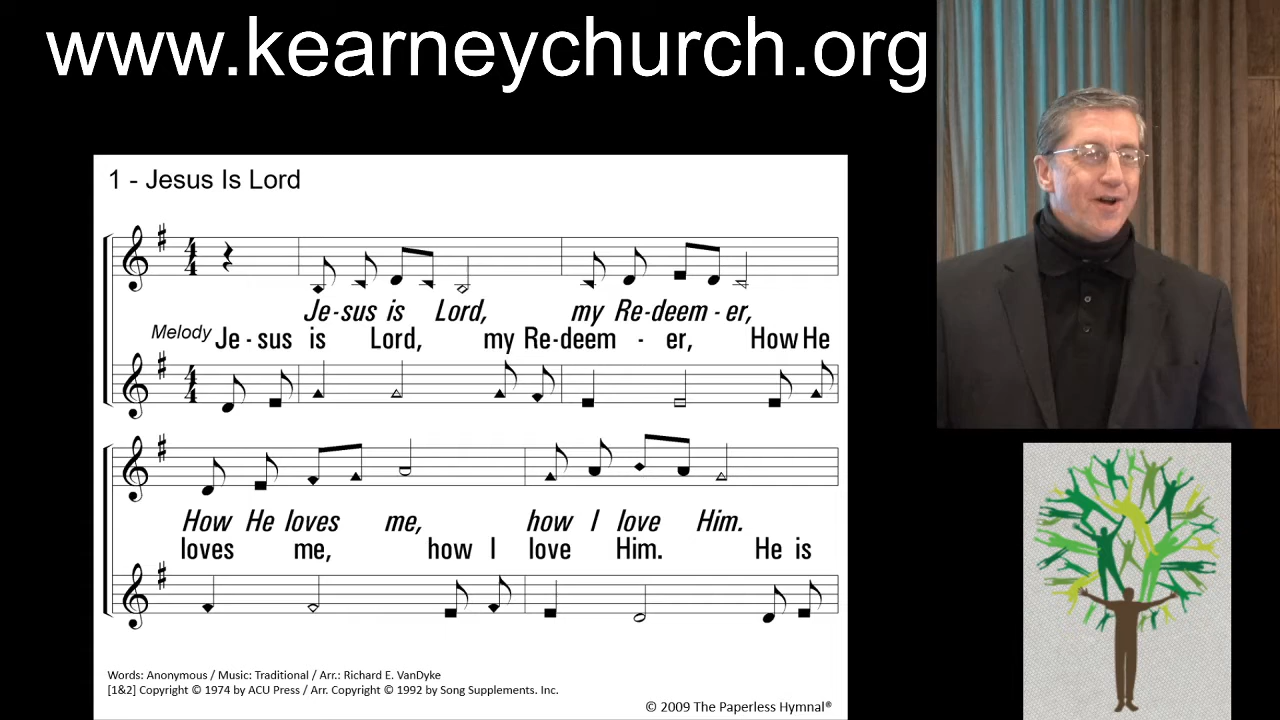 www.kearneychurch.org
1 - Jesus Is Lord
Je-sus is Lord, my Re-deem-er,
Melody Je-sus is Lord, my Re-deem - er, How He
How He loves me, how I love Him.
loves me, how I love Him. He is
Words: Anonymous / Music: Traditional / Arr.: Richard E. VanDyke
[1&2] Copyright © 1974 by ACU Press / Arr. Copyright © 1992 by Song Supplements. Inc.
© 2009 The Paperless Hymnal®